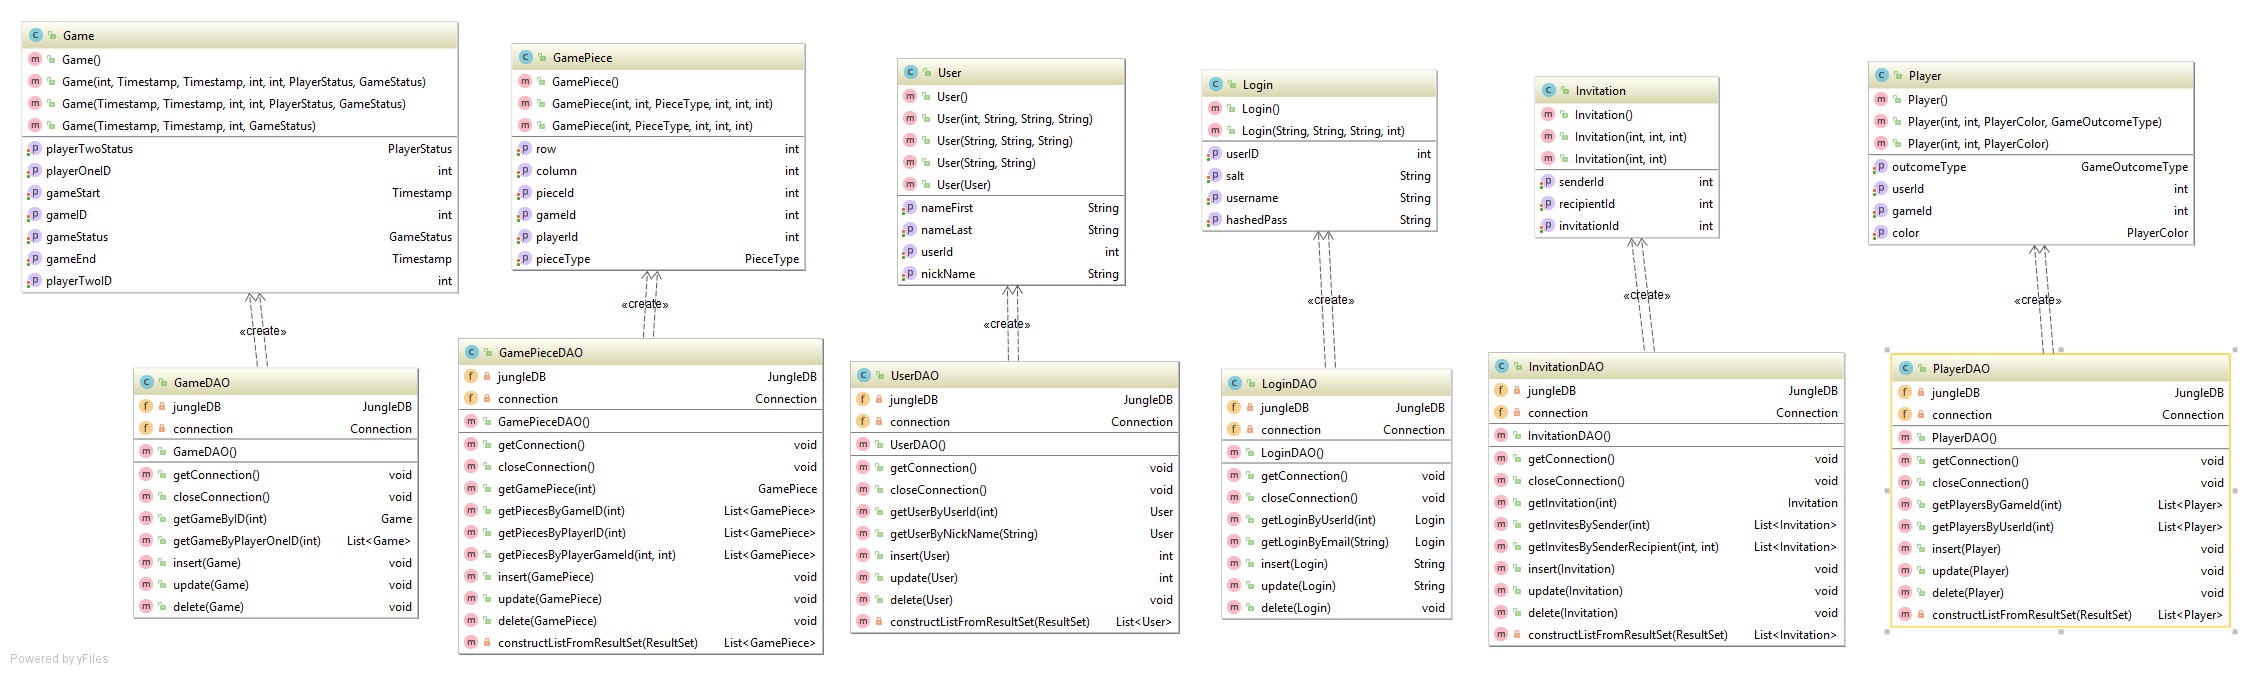 Game
Game()
Game(int, Timestamp, Timestamp, int, int, PlayerStatus, GameStatus)
Game(Timestamp, Timestamp, int, int, PlayerStatus, GameStatus)
Game(Timestamp, Timestamp, int, GameStatus)
playerTwoStatus PlayerStatus
playerOneID int
gameStart Timestamp
gameID int
gameStatus GameStatus
gameEnd Timestamp
playerTwoID int
GamePiece
GamePiece()
GamePiece(int, int, PieceType, int, int, int)
GamePiece(int, PieceType, int, int, int)
row int
column int
pieceId int
gameId int
playerId int
pieceType PieceType
User
User()
User(int, String, String, String)
User(String, String, String)
User(String, String)
User(User)
nameFirst String
nameLast String
userId int
nickName String
Login
Login()
Login(String, String, String, int)
userID int
salt String
username String
hashedPass String
Invitation
Invitation()
Invitation(int, int, int)
Invitation(int, int)
senderId int
recipientId int
invitationId int
Player
Player()
Player(int, int, PlayerColor, GameOutcomeType)
Player(int, int, PlayerColor)
outcomeType GameOutcomeType
userId int
gameId int
color PlayerColor
«create»
«create»
«create»
«create»
«create»
«create»
GameDAO
jungleDB JungleDB
connection Connection
GameDAO()
getConnection() void
closeConnection() void
getGameByID(int) Game
getGameByPlayerOneID(int) List<Game>
insert(Game) void
update(Game) void
delete(Game) void
GamePieceDAO
jungleDB JungleDB
connection Connection
GamePieceDAO()
getConnection() void
closeConnection() void
getGamePiece(int) GamePiece
getPiecesByGameID(int) List<GamePiece>
getPiecesByPlayerID(int) List<GamePiece>
getPiecesByPlayerGameId(int, int) List<GamePiece>
insert(GamePiece) void
update(GamePiece) void
delete(GamePiece) void
constructListFromResultSet(ResultSet) List<GamePiece>
UserDAO
jungleDB JungleDB
connection Connection
UserDAO()
getConnection() void
closeConnection() void
getUserByUserId(int) User
getUserByNickName(String) User
insert(User) int
update(User) int
delete(User) void
constructListFromResultSet(ResultSet) List<User>
LoginDAO
jungleDB JungleDB
connection Connection
LoginDAO()
getConnection() void
closeConnection() void
getLoginByUserId(int) Login
getLoginByEmail(String) Login
insert(Login) String
update(Login) String
delete(Login) void
InvitationDAO
jungleDB JungleDB
connection Connection
InvitationDAO()
getConnection() void
closeConnection() void
getInvitation(int) Invitation
getInvitesBySender(int) List<Invitation>
getInvitesBySenderRecipient(int, int) List<Invitation>
insert(Invitation) void
update(Invitation) void
delete(Invitation) void
constructListFromResultSet(ResultSet) List<Invitation>
PlayerDAO
jungleDB JungleDB
connection Connection
PlayerDAO()
getConnection() void
closeConnection() void
getPlayersByGameId(int) List<Player>
getPlayersByUserId(int) List<Player>
insert(Player) void
update(Player) void
delete(Player) void
constructListFromResultSet(ResultSet) List<Player>
Powered by yFiles